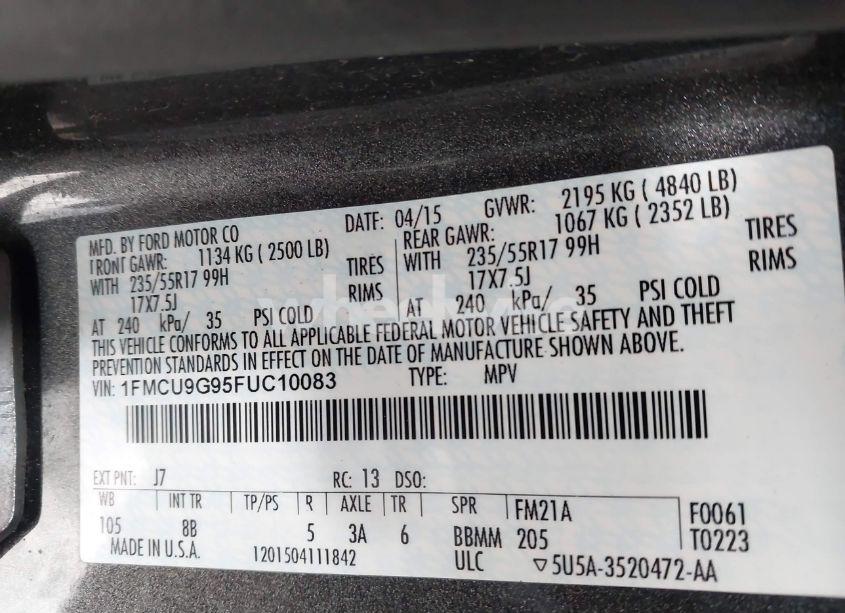 MFD. BY FORD MOTOR CO DATE: 04/15 GVWR: 2195 KG ( 4840 LB)
FRONT GAWR: 1134 KG ( 2500 LB) REAR GAWR: 1067 KG ( 2352 LB)
WITH 235/55R17 99H TIRES WITH 235/55R17 99H TIRES
17X7.5J RIMS 17X7.5J RIMS
AT 240 kPa/ 35 PSI COLD AT 240 kPa/ 35 PSI COLD
THIS VEHICLE CONFORMS TO ALL APPLICABLE FEDERAL MOTOR VEHICLE SAFETY AND THEFT
PREVENTION STANDARDS IN EFFECT ON THE DATE OF MANUFACTURE SHOWN ABOVE.
VIN: 1FMCU9G95FUC10083 TYPE: MPV
EXT PNT: J7 RC: 13 DSO:
WB INT TR TP/PS R AXLE TR SPR FM21A F0061
105 8B 5 3A 6 BBMM 205 T0223
MADE IN U.S.A. 1201504111842 ULC ▽5U5A-3520472-AA